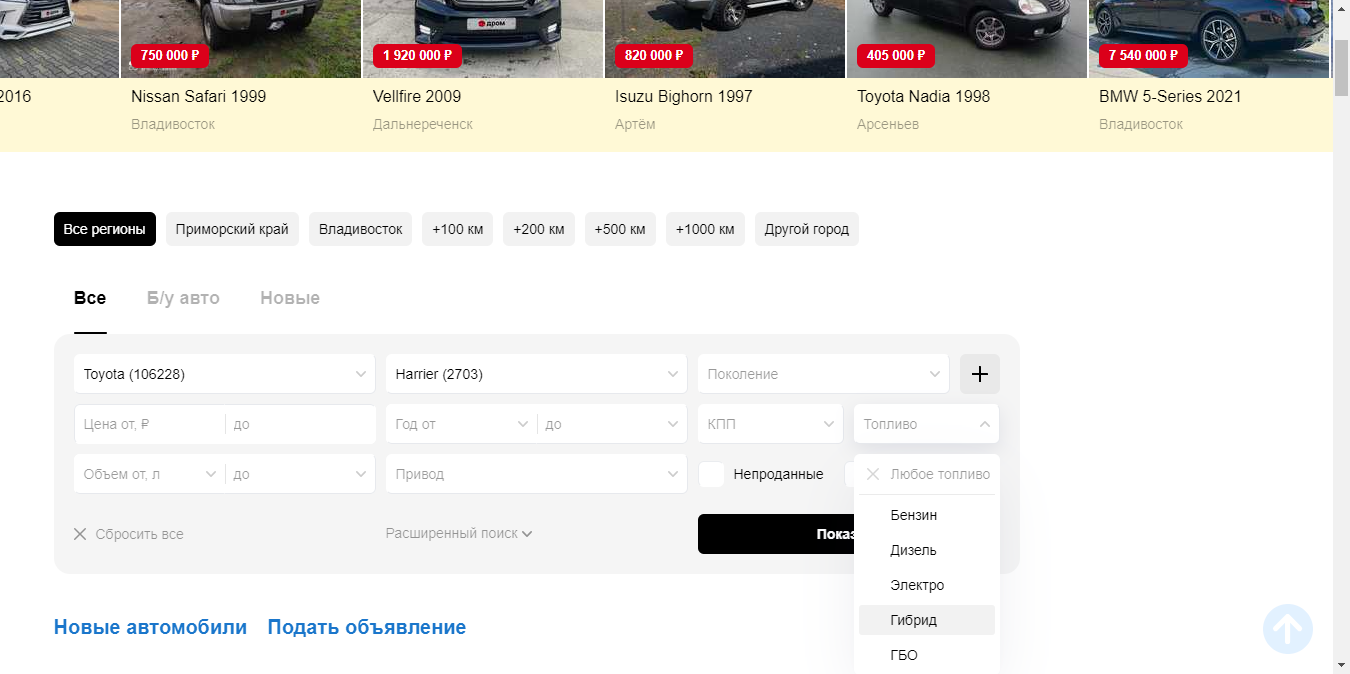 750 000 ₽
1 920 000 ₽
дром
820 000 ₽
405 000 ₽
7 540 000 ₽
2016
Nissan Safari 1999
Vellfire 2009
Isuzu Bighorn 1997
Toyota Nadia 1998
BMW 5-Series 2021
Владивосток
Дальнереченск
Артём
Арсеньев
Владивосток
Все регионы
Приморский край
Владивосток
+100 км
+200 км
+500 км
+1000 км
Другой город
Все
Б/у авто
Новые
Toyota (106228)
Harrier (2703)
Поколение
Цена от, ₽
до
Год от
до
КПП
Топливо
Объем от, л
до
Привод
Непроданные
Любое топливо
Бензин
Дизель
Электро
Гибрид
ГБО
Сбросить все
Расширенный поиск
Показ
Новые автомобили
Подать объявление